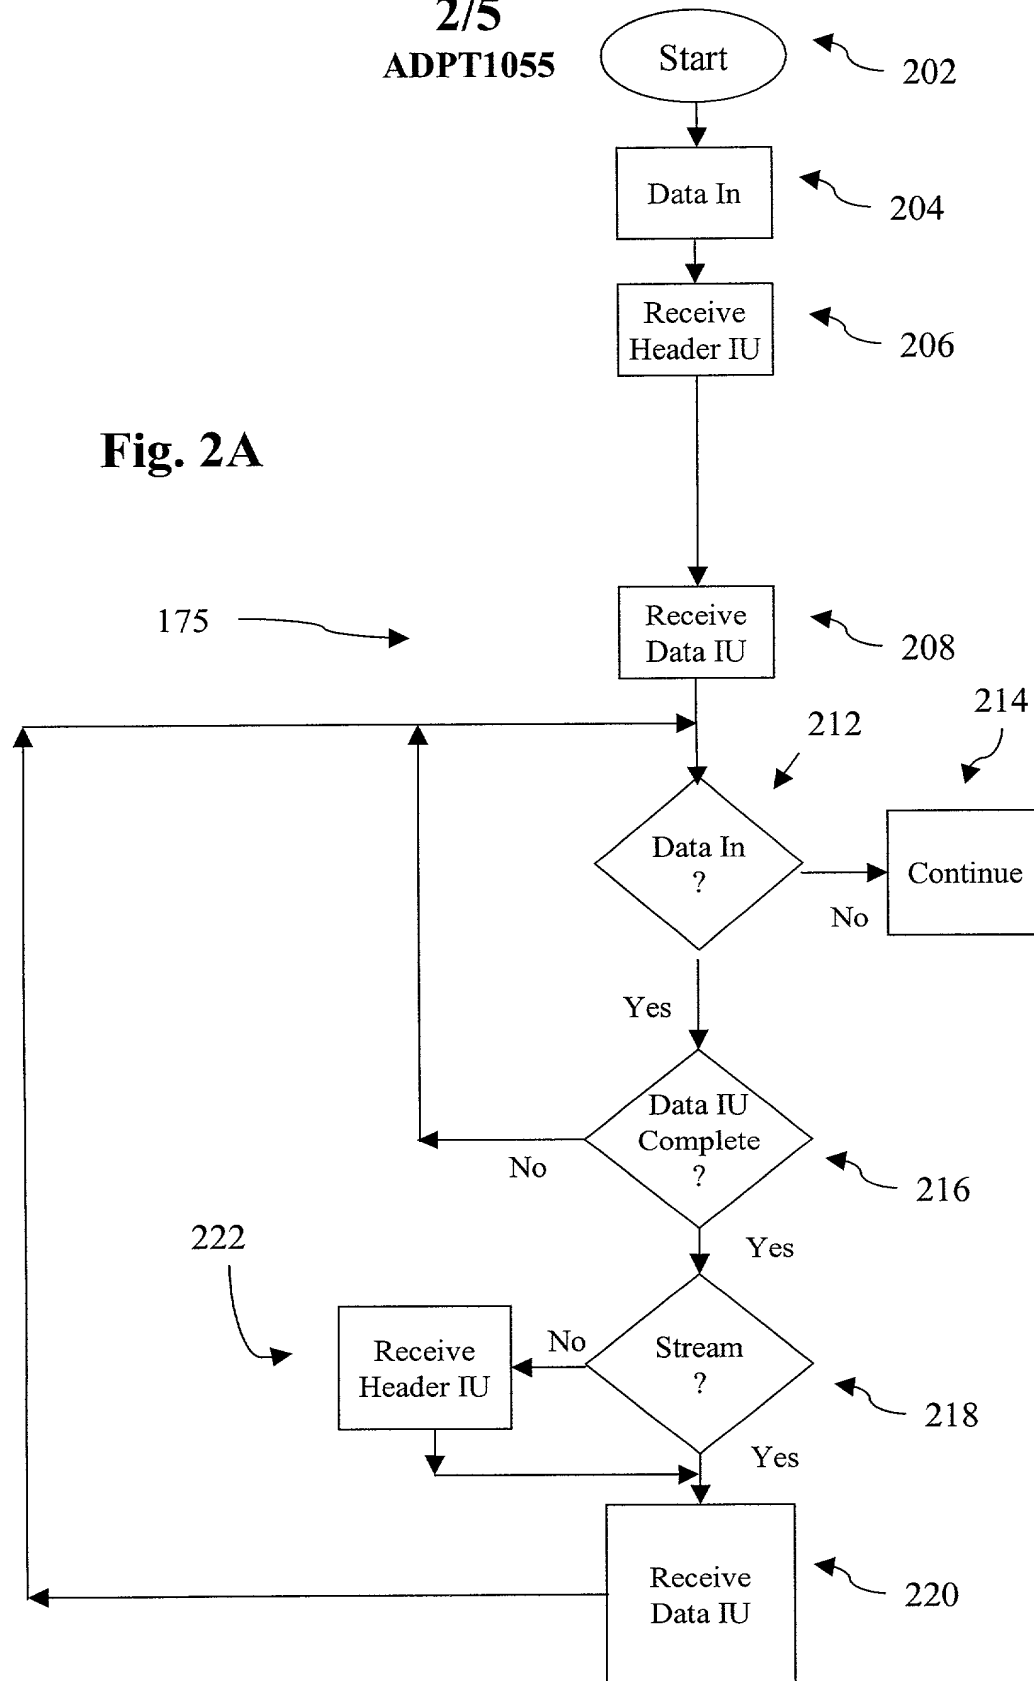 2/5
ADPT1055
Start
202
Data In
204
Receive
Header IU
206
Fig. 2A
175
Receive
Data IU
208
212
214
Data In
?
No
Continue
Yes
Data IU
Complete
?
No
216
Yes
222
Receive
Header IU
No
Stream
?
218
Yes
Receive
Data IU
220